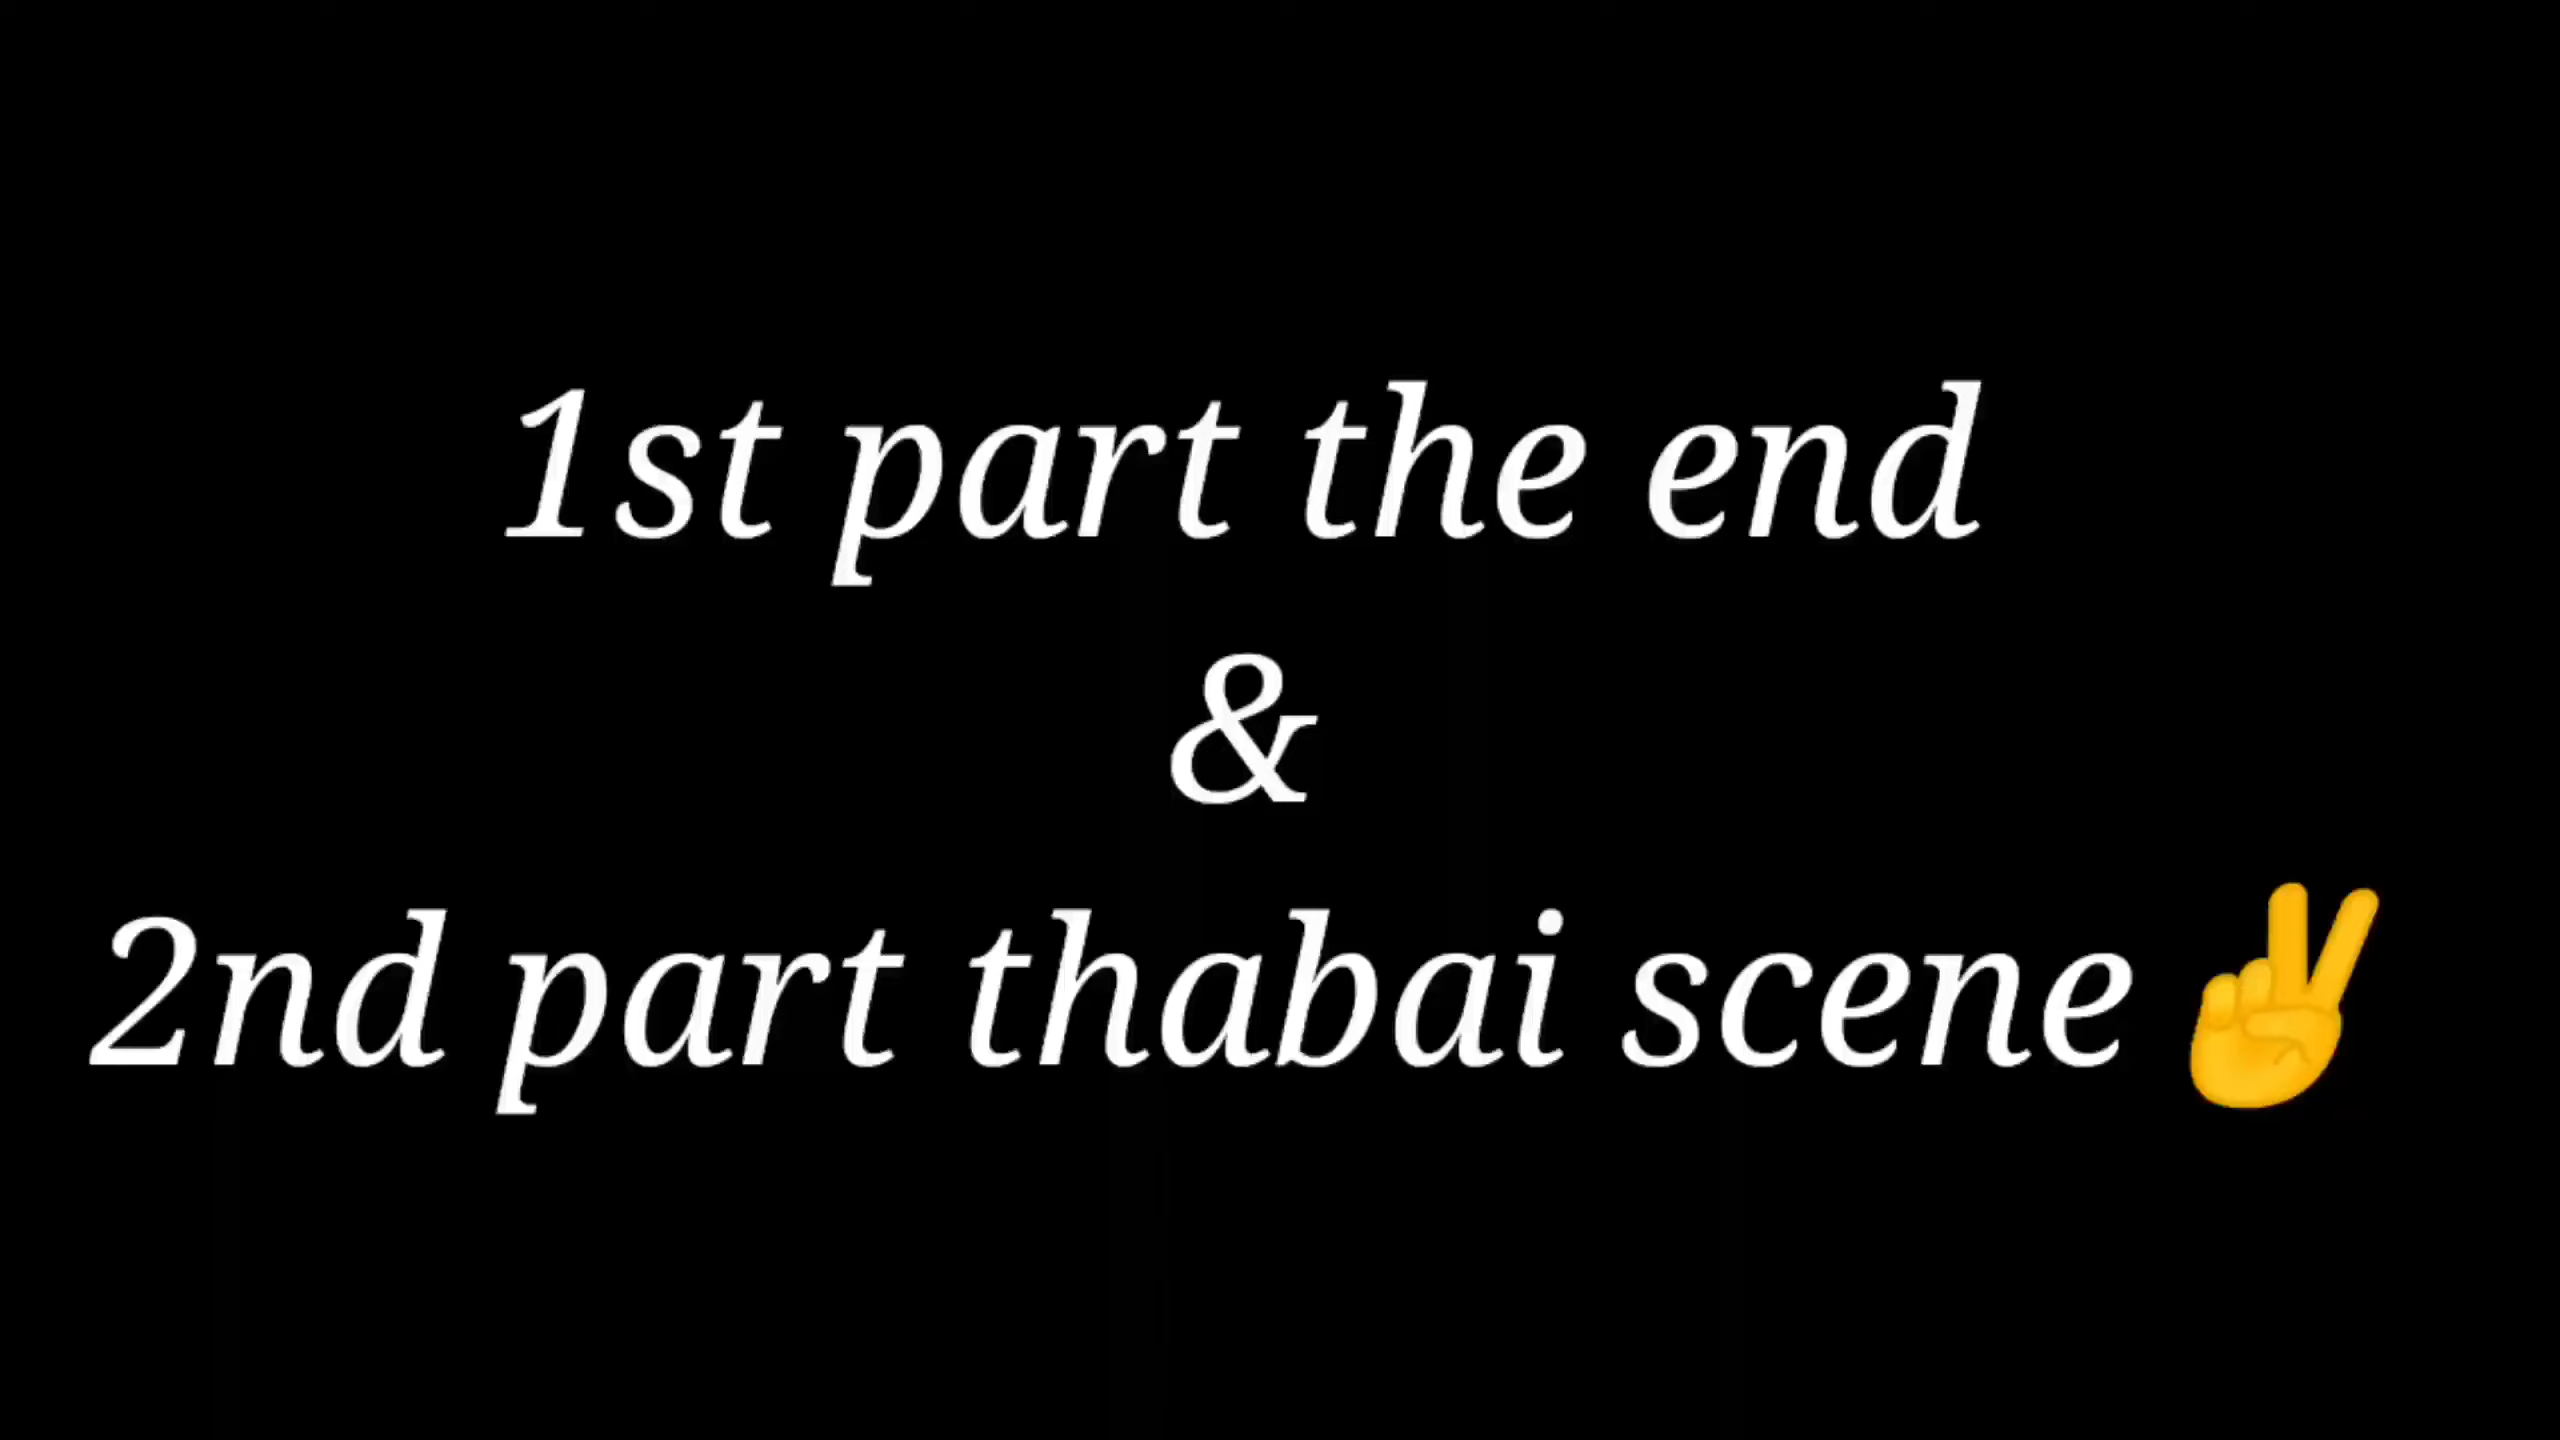 1st part the end
&
2nd part thabai scene✌️